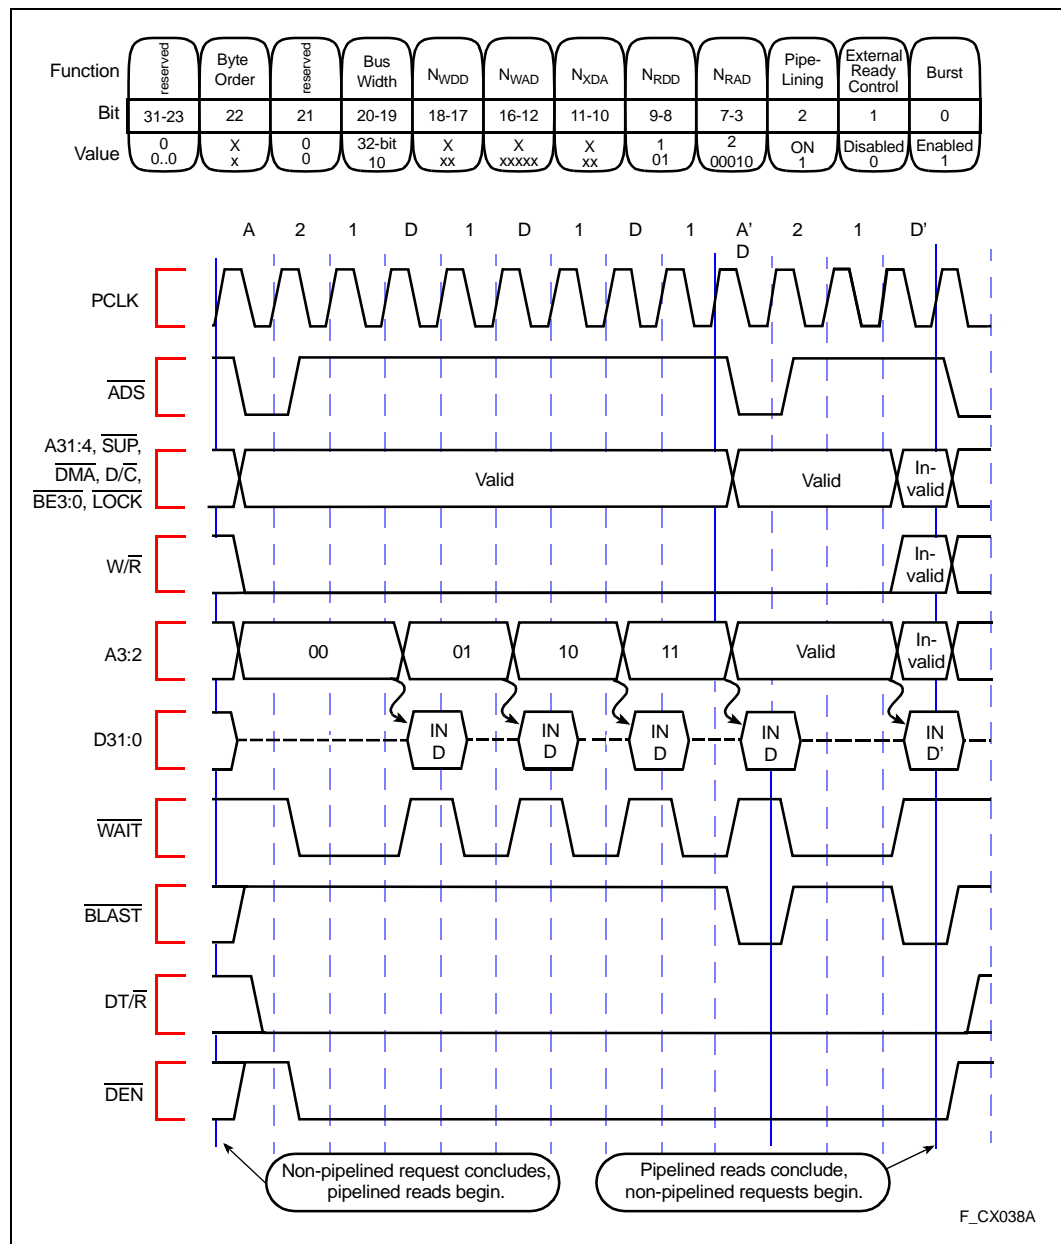 Function reserved Byte Order reserved Bus Width NWDD NWAD NXDA NRDD NRAD Pipe-Lining External Ready Control Burst
Bit 31-23 22 21 20-19 18-17 16-12 11-10 9-8 7-3 2 1 0
Value 0 X 0 32-bit X X X 1 2 ON Disabled Enabled
0..0 x 0 10 xx xxxxx xx 01 00010 1 0 1
A 2 1 D 1 D 1 D 1 A' 2 1 D'
D
PCLK
ADS
A31:4, SUP,
DMA, D/C,
BE3:0, LOCK
Valid Valid In-
valid
W/R In-
valid
A3:2 00 01 10 11 Valid In-
valid
D31:0 IN IN IN IN IN
D D D D D'
WAIT
BLAST
DT/R
DEN
Non-pipelined request concludes,
pipelined reads begin.
Pipelined reads conclude,
non-pipelined requests begin.
F_CX038A